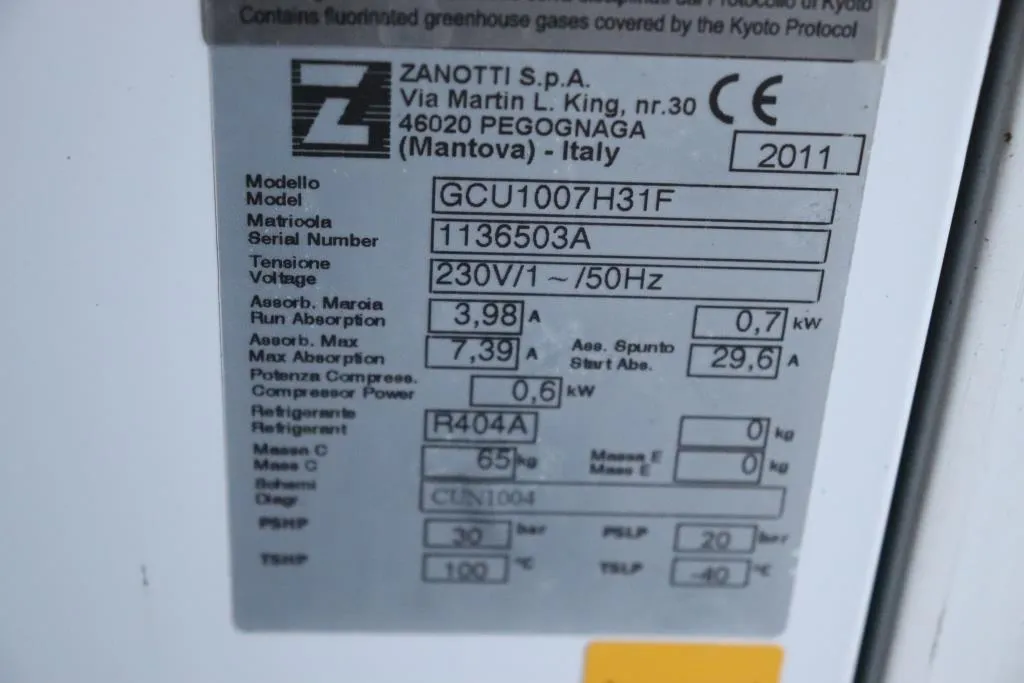 Contains fluorinated greenhouse gases covered by the Kyoto Protocol
ZANOTTI S.p.A.
Via Martin L. King, nr.30
CE
46020 PEGOGNAGA
(Mantova) - Italy
2011
Modello
Model
GCU1007H31F
Matricola
Serial Number
1136503A
Tensione
Voltage
230V/1 ~ /50Hz
Assorb. Marcia
Run Absorption
3,98 A
0,7 kW
Assorb. Max
Max Absorption
7,39 A
Ass. Spunto
Start Abs.
29,6 A
Potenza Compress.
Compressor Power
0,6 kW
Refrigerante
Refrigerant
R404A
0 kg
Massa C
Mass C
65 kg
Massa E
Mass E
0 kg
Schemi
Diagr
CUN1004
PSHP
30 bar
PSLP
20 bar
TSHP
100 °C
TSLP
-40 °C